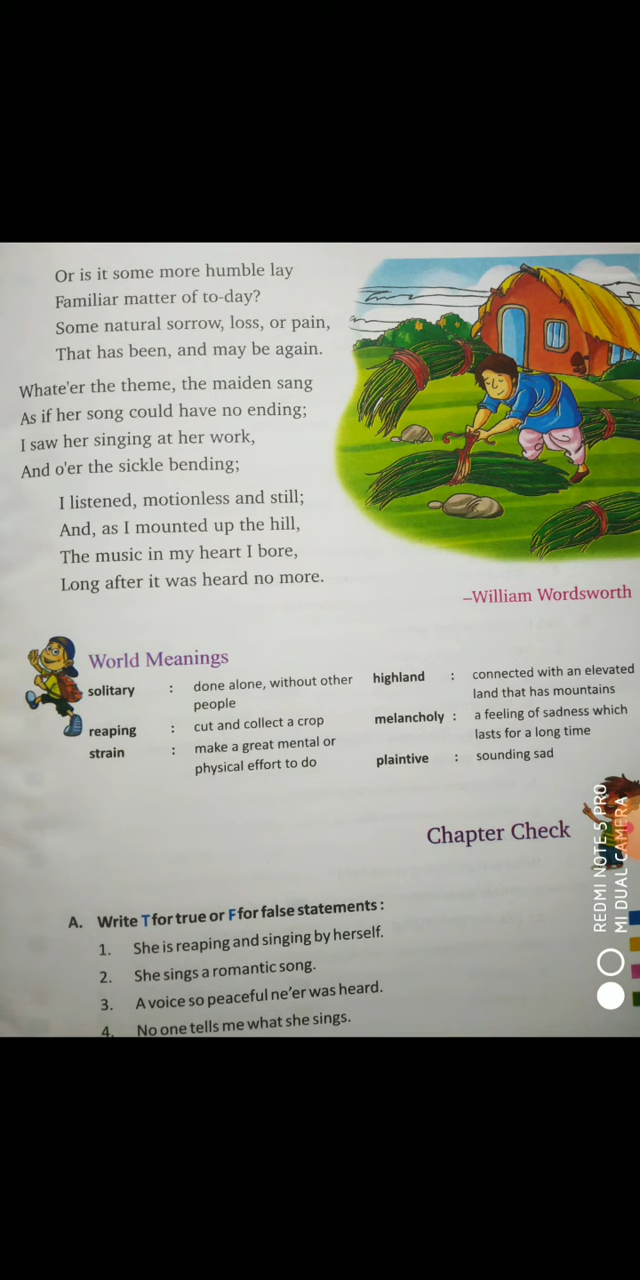 Or is it some more humble lay
Familiar matter of to-day?
Some natural sorrow, loss, or pain,
That has been, and may be again.
Whate'er the theme, the maiden sang
As if her song could have no ending;
I saw her singing at her work,
And o'er the sickle bending;
I listened, motionless and still;
And, as I mounted up the hill,
The music in my heart I bore,
Long after it was heard no more.
–William Wordsworth
World Meanings
solitary : done alone, without other
people
reaping : cut and collect a crop
strain : make a great mental or
physical effort to do
highland : connected with an elevated
land that has mountains
melancholy : a feeling of sadness which
lasts for a long time
plaintive : sounding sad
Chapter Check
A. Write T for true or F for false statements :
1. She is reaping and singing by herself.
2. She sings a romantic song.
3. A voice so peaceful ne'er was heard.
4. No one tells me what she sings.
REDMI NOTE 5 PRO
MI DUAL CAMERA